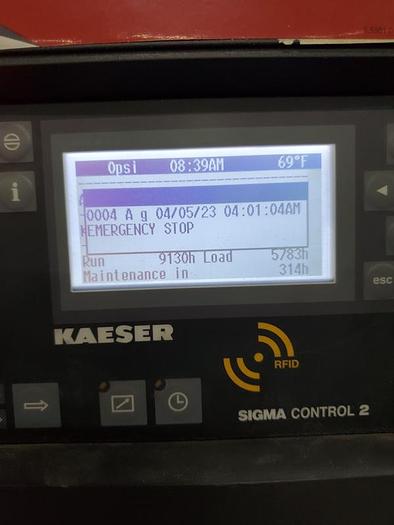 0psi 08:39AM 69°F
0004 A g 04/05/23 04:01:04AM
EMERGENCY STOP
Run 9130h Load 5783h
Maintenance in 314h
esc
KAESER
RFID
SIGMA CONTROL 2